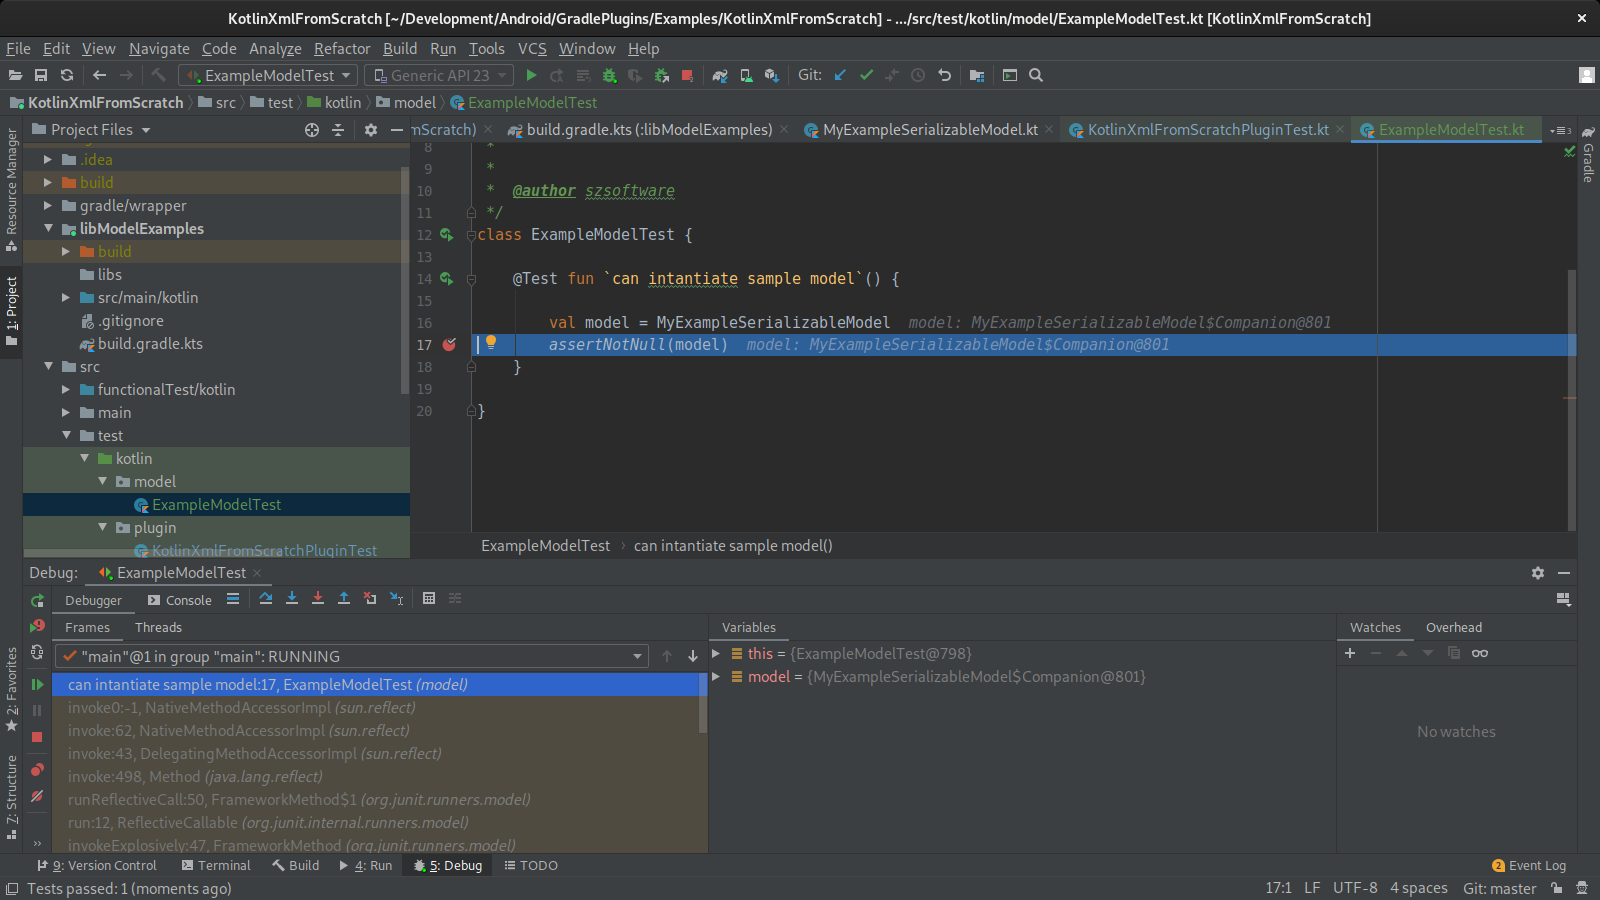 KotlinXmlFromScratch [~/Development/Android/GradlePlugins/Examples/KotlinXmlFromScratch] - .../src/test/kotlin/model/ExampleModelTest.kt [KotlinXmlFromScratch]
File Edit View Navigate Code Analyze Refactor Build Run Tools VCS Window Help
ExampleModelTest Generic API 23 Git:
KotlinXmlFromScratch src test kotlin model ExampleModelTest
Project Files
mScratch) build.gradle.kts (:libModelExamples) MyExampleSerializableModel.kt KotlinXmlFromScratchPluginTest.kt ExampleModelTest.kt 3
Resource Manager
1: Project
2: Favorites
7: Structure
Gradle
.idea
build
gradle/wrapper
libModelExamples
build
libs
src/main/kotlin
.gitignore
build.gradle.kts
src
functionalTest/kotlin
main
test
kotlin
model
ExampleModelTest
plugin
KotlinXmlFromScratchPluginTest
8 *
9 *
10 * @author szsoftware
11 */
12 class ExampleModelTest {
13
14 @Test fun `can intantiate sample model`() {
15
16 val model = MyExampleSerializableModel model: MyExampleSerializableModel$Companion@801
17 assertNotNull(model) model: MyExampleSerializableModel$Companion@801
18 }
19
20 }
ExampleModelTest › can intantiate sample model()
Debug: ExampleModelTest
Debugger Console
Frames Threads
"main"@1 in group "main": RUNNING
can intantiate sample model:17, ExampleModelTest (model)
invoke0:-1, NativeMethodAccessorImpl (sun.reflect)
invoke:62, NativeMethodAccessorImpl (sun.reflect)
invoke:43, DelegatingMethodAccessorImpl (sun.reflect)
invoke:498, Method (java.lang.reflect)
runReflectiveCall:50, FrameworkMethod$1 (org.junit.runners.model)
run:12, ReflectiveCallable (org.junit.internal.runners.model)
invokeExplosively:47, FrameworkMethod (org.junit.runners.model)
Variables
this = {ExampleModelTest@798}
model = {MyExampleSerializableModel$Companion@801}
Watches Overhead
No watches
9: Version Control Terminal Build 4: Run 5: Debug TODO 2 Event Log
Tests passed: 1 (moments ago) 17:1 LF UTF-8 4 spaces Git: master